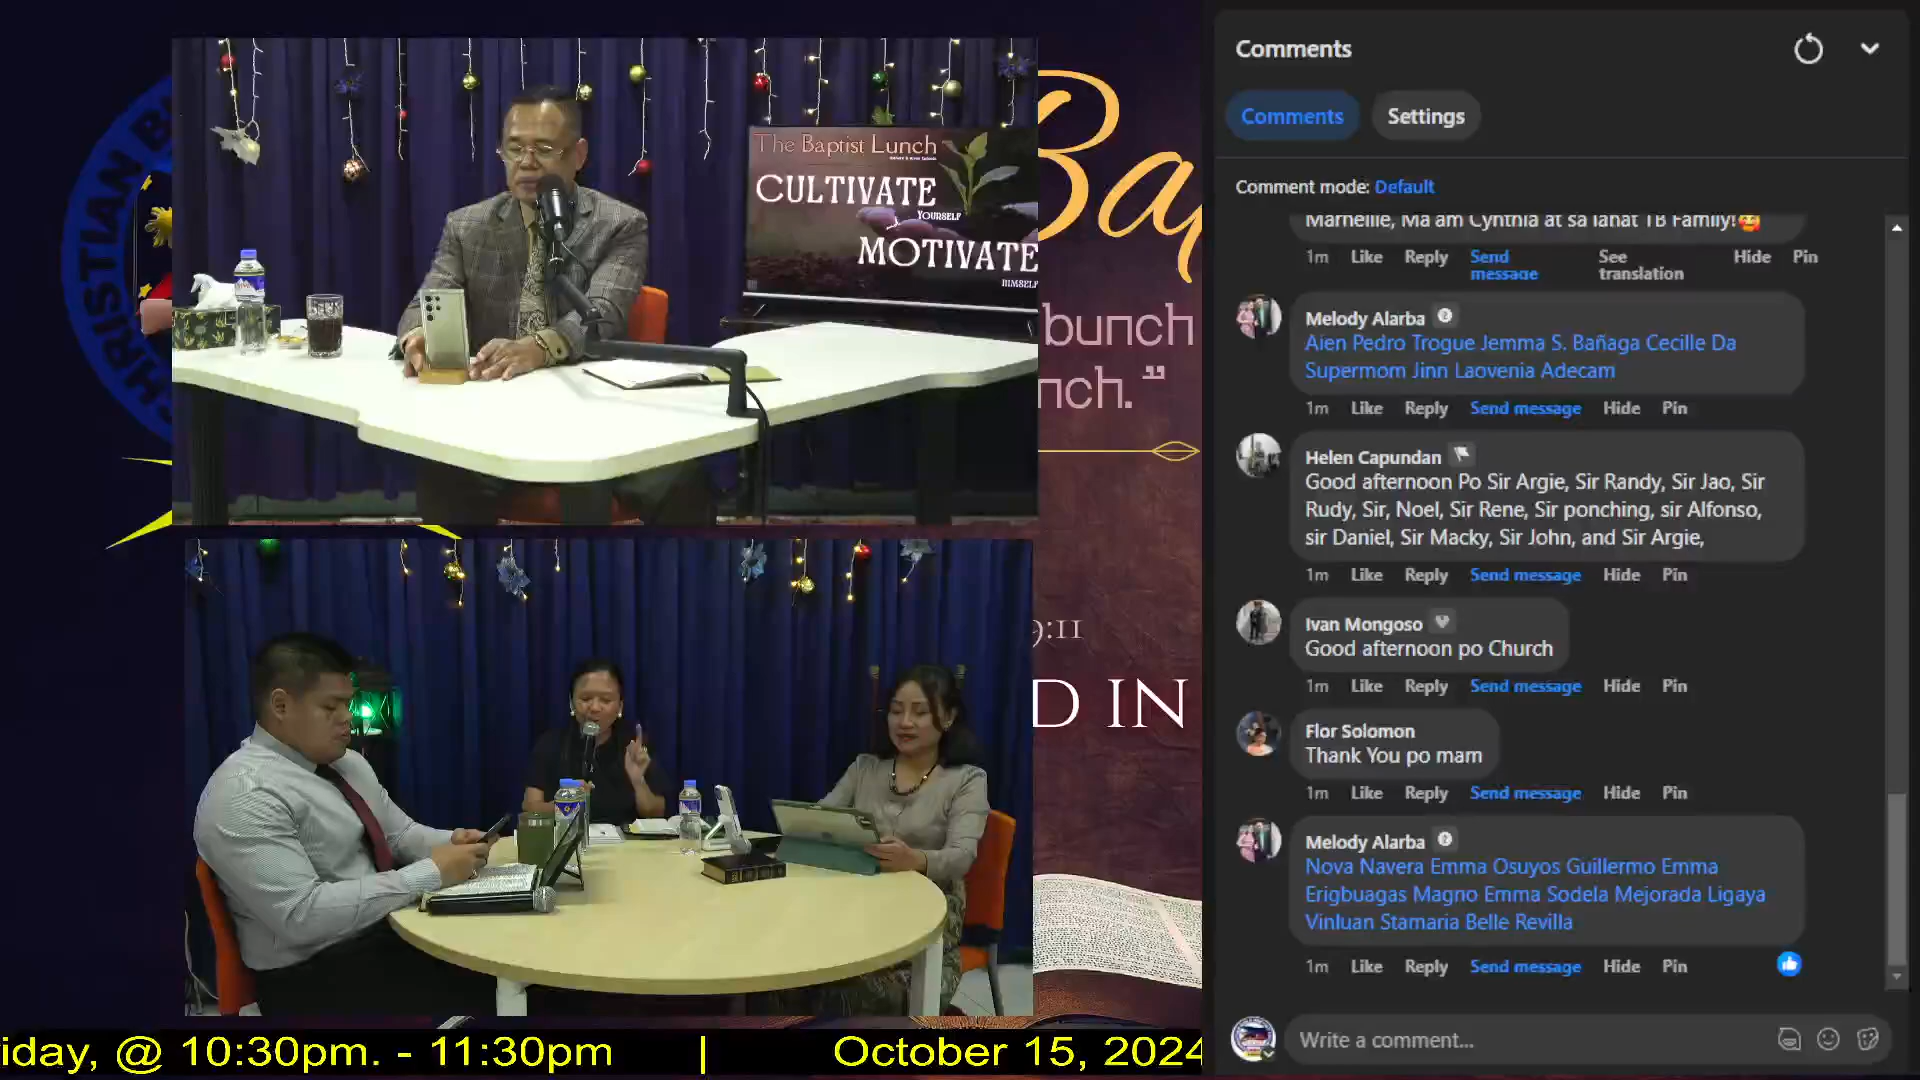 CHRISTIAN BA
The Baptist Lunch
CULTIVATE
YOURSELF
MOTIVATE
HIMSELF
Ba
bunch
nch.”
9:11
D IN
iday, @ 10:30pm. - 11:30pm | October 15, 2024
Comments
Comments Settings
Comment mode: Default
Marneille, Ma am Cynthia at sa lahat TB Family!🥰
1m Like Reply Send message See translation Hide Pin
Melody Alarba
Aien Pedro Trogue Jemma S. Bañaga Cecille Da
Supermom Jinn Laovenia Adecam
1m Like Reply Send message Hide Pin
Helen Capundan
Good afternoon Po Sir Argie, Sir Randy, Sir Jao, Sir
Rudy, Sir, Noel, Sir Rene, Sir ponching, sir Alfonso,
sir Daniel, Sir Macky, Sir John, and Sir Argie,
1m Like Reply Send message Hide Pin
Ivan Mongoso
Good afternoon po Church
1m Like Reply Send message Hide Pin
Flor Solomon
Thank You po mam
1m Like Reply Send message Hide Pin
Melody Alarba
Nova Navera Emma Osuyos Guillermo Emma
Erigbuagas Magno Emma Sodela Mejorada Ligaya
Vinluan Stamaria Belle Revilla
1m Like Reply Send message Hide Pin
Write a comment...